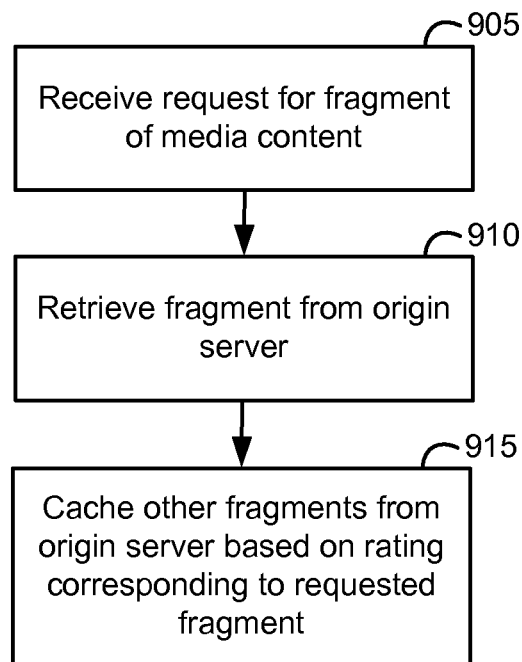 905
Receive request for fragment
of media content
910
Retrieve fragment from origin
server
915
Cache other fragments from
origin server based on rating
corresponding to requested
fragment